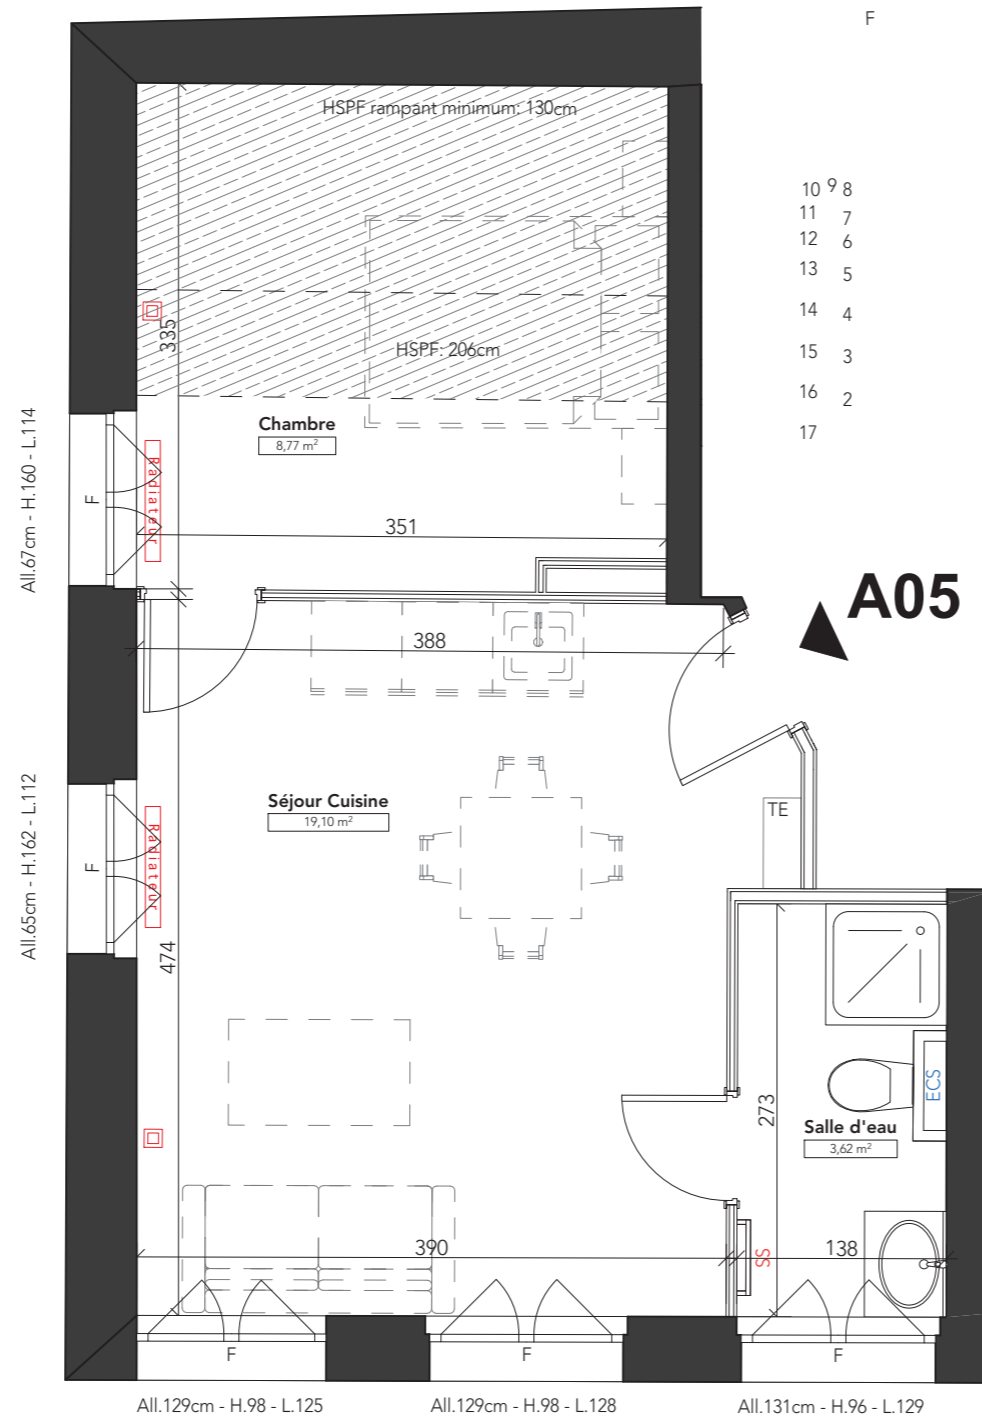 F
HSPF rampant minimum: 130cm
10 9 8
11 7
12 6
13 5
14 4
15 3
16 2
17
335
HSPF: 206cm
Chambre
8,77 m²
All.67cm - H.160 - L.114
F
Radiateur
351
A05
388
Séjour Cuisine
19,10 m²
TE
All.65cm - H.162 - L.112
F
Radiateur
474
273
ECS
Salle d'eau
3,62 m²
390
SS
138
F
F
F
All.129cm - H.98 - L.125
All.129cm - H.98 - L.128
All.131cm - H.96 - L.129